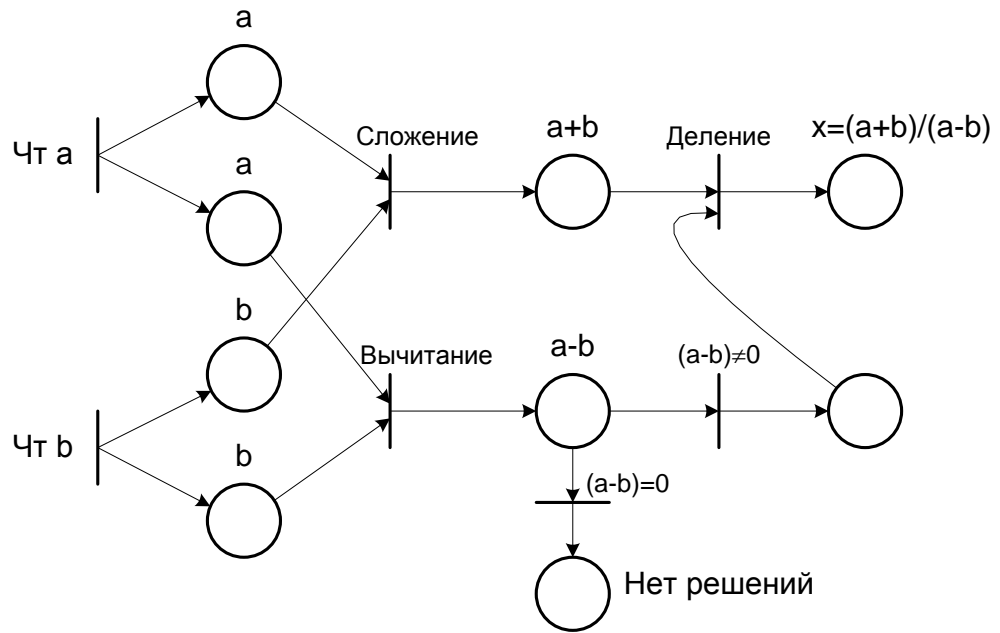 a
Чт a
a
b
Чт b
b
Сложение
Вычитание
a+b
a-b
Деление
(a-b)≠0
(a-b)=0
Нет решений
x=(a+b)/(a-b)